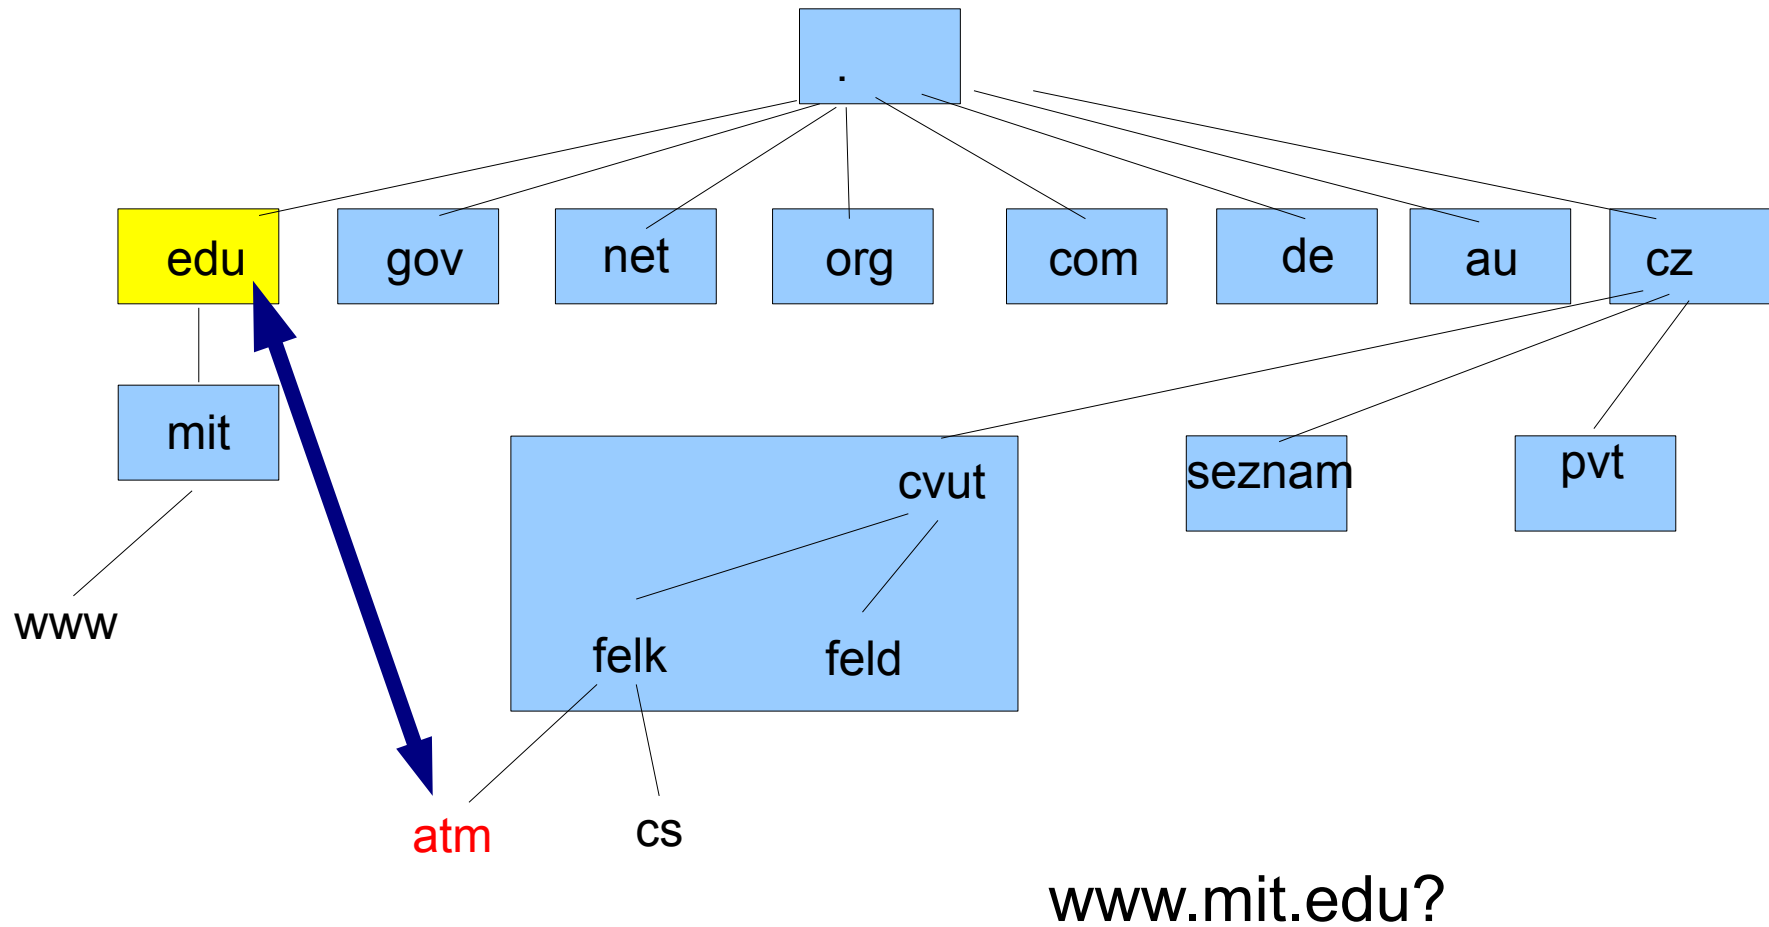 .
edu
gov
net
org
com
de
au
cz
mit
cvut
seznam
pvt
www
felk
feld
atm
cs
www.mit.edu?